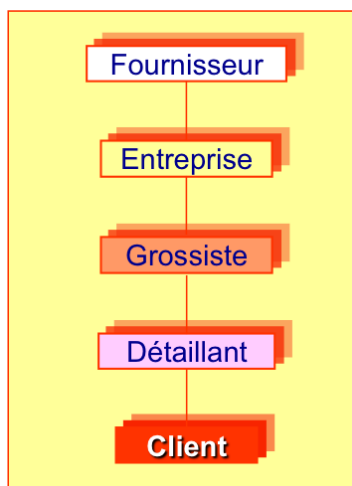 Fournisseur
Entreprise
Grossiste
Détaillant
Client